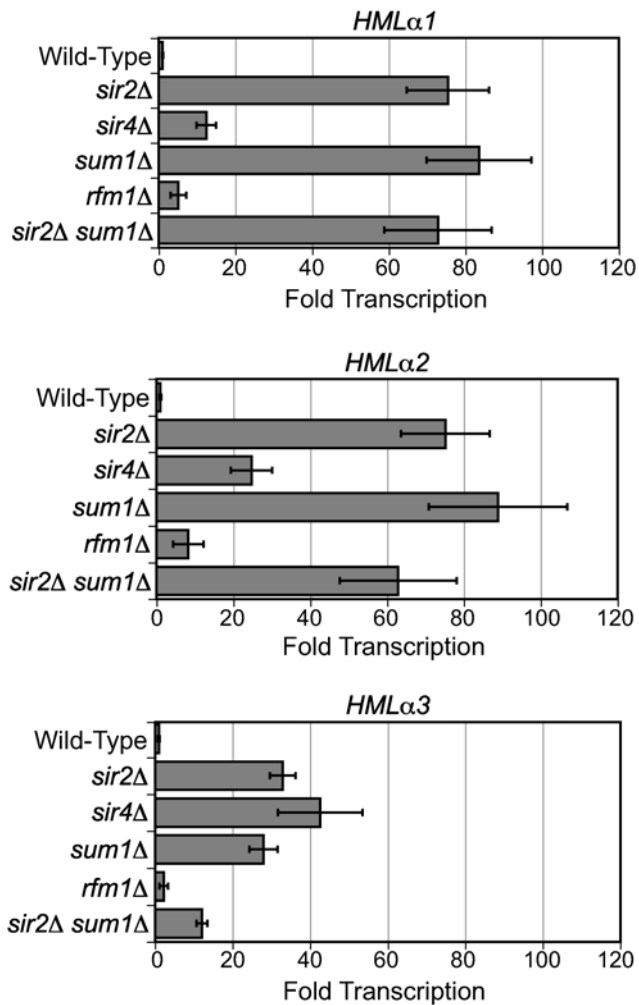 HMLα1
Wild-Type
sir2Δ
sir4Δ
sum1Δ
rfm1Δ
sir2Δ sum1Δ
0 20 40 60 80 100 120
Fold Transcription
HMLα2
Wild-Type
sir2Δ
sir4Δ
sum1Δ
rfm1Δ
sir2Δ sum1Δ
0 20 40 60 80 100 120
Fold Transcription
HMLα3
Wild-Type
sir2Δ
sir4Δ
sum1Δ
rfm1Δ
sir2Δ sum1Δ
0 20 40 60 80 100 120
Fold Transcription